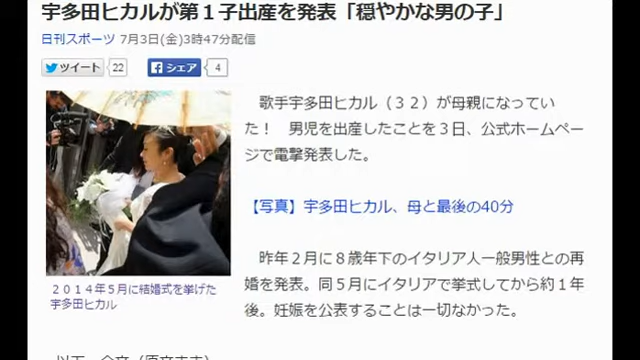 宇多田ヒカルが第１子出産を発表「穏やかな男の子」
日刊スポーツ 7月3日(金)3時47分配信
ツイート 22 シェア 4
歌手宇多田ヒカル（３２）が母親になってい
た！　男児を出産したことを３日、公式ホームペー
ジで電撃発表した。
【写真】宇多田ヒカル、母と最後の40分
昨年２月に８歳年下のイタリア人一般男性との再
婚を発表。同５月にイタリアで挙式してから約１年
後。妊娠を公表することは一切なかった。
２０１４年５月に結婚式を挙げた
宇多田ヒカル